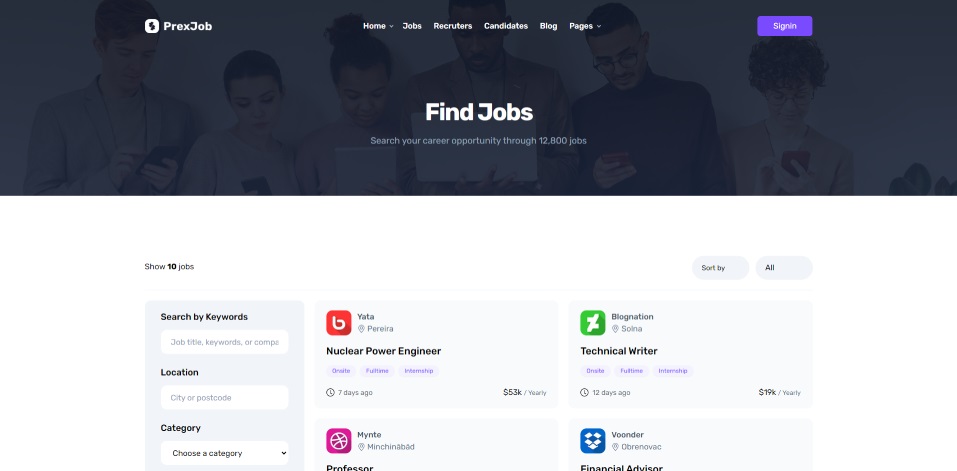 PrexJob
Home Jobs Recruters Candidates Blog Pages
Signin
Find Jobs
Search your career opportunity through 12,800 jobs
Show 10 jobs
Sort by
All
Search by Keywords
Job title, keywords, or compa
Location
City or postcode
Category
Choose a category
Yata
Pereira
Nuclear Power Engineer
Onsite Fulltime Internship
7 days ago $53k / Yearly
Blognation
Solna
Technical Writer
Onsite Fulltime Internship
12 days ago $19k / Yearly
Mynte
Minchinābād
Professor
Voonder
Obrenovac
Financial Advisor